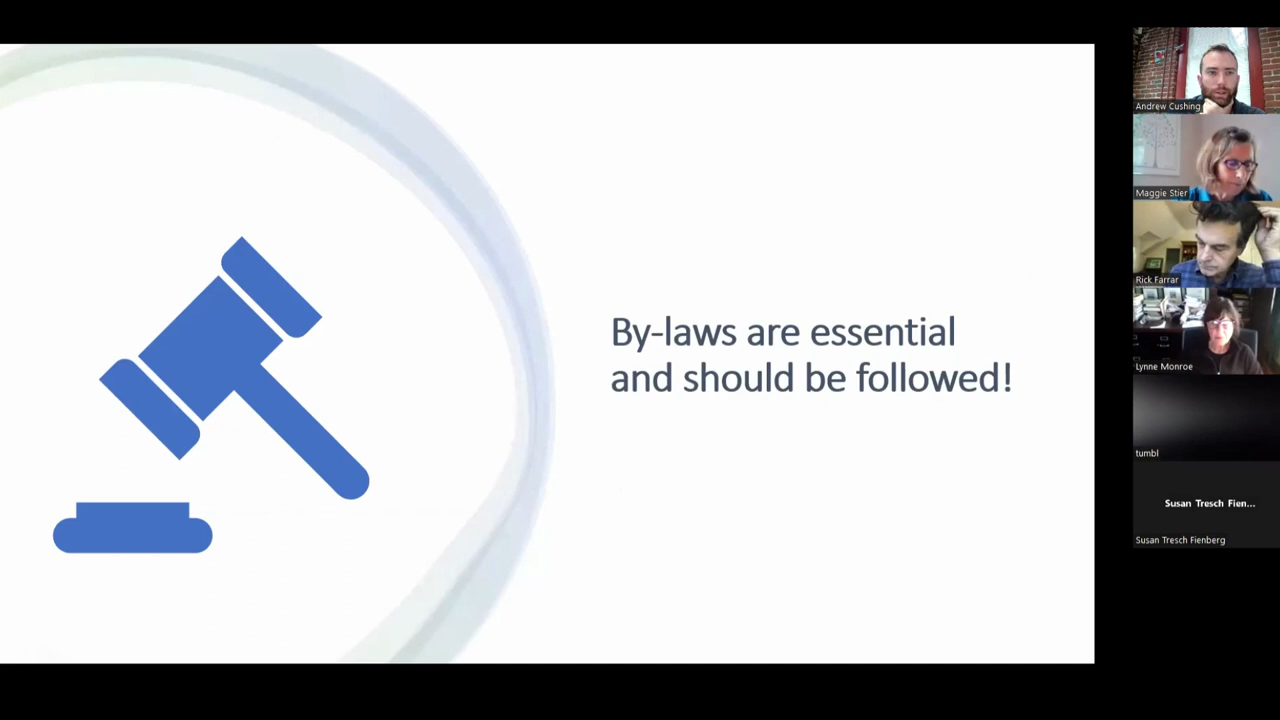 By-laws are essential
and should be followed!
Andrew Cushing
Maggie Stier
Rick Farrar
Lynne Monroe
tumbl
Susan Tresch Fien...
Susan Tresch Fienberg